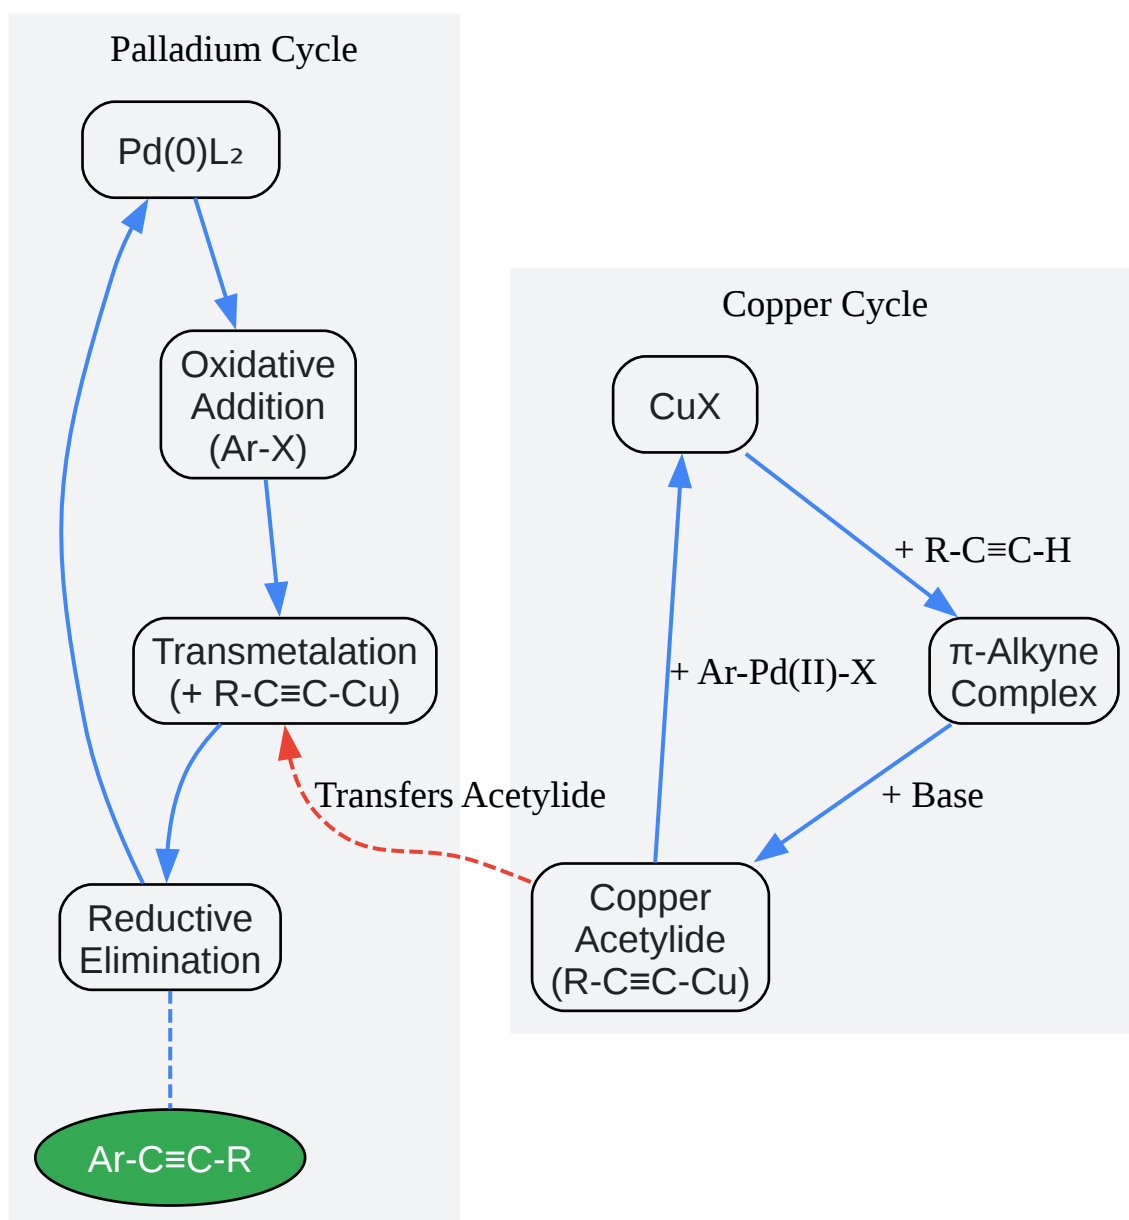 Palladium Cycle
Pd(0)L₂
Oxidative
Addition
(Ar-X)
Transmetalation
(+ R-C≡C-Cu)
Reductive
Elimination
Ar-C≡C-R
Transfers Acetylide
Copper Cycle
CuX
+ R-C≡C-H
π-Alkyne
Complex
+ Ar-Pd(II)-X
+ Base
Copper
Acetylide
(R-C≡C-Cu)